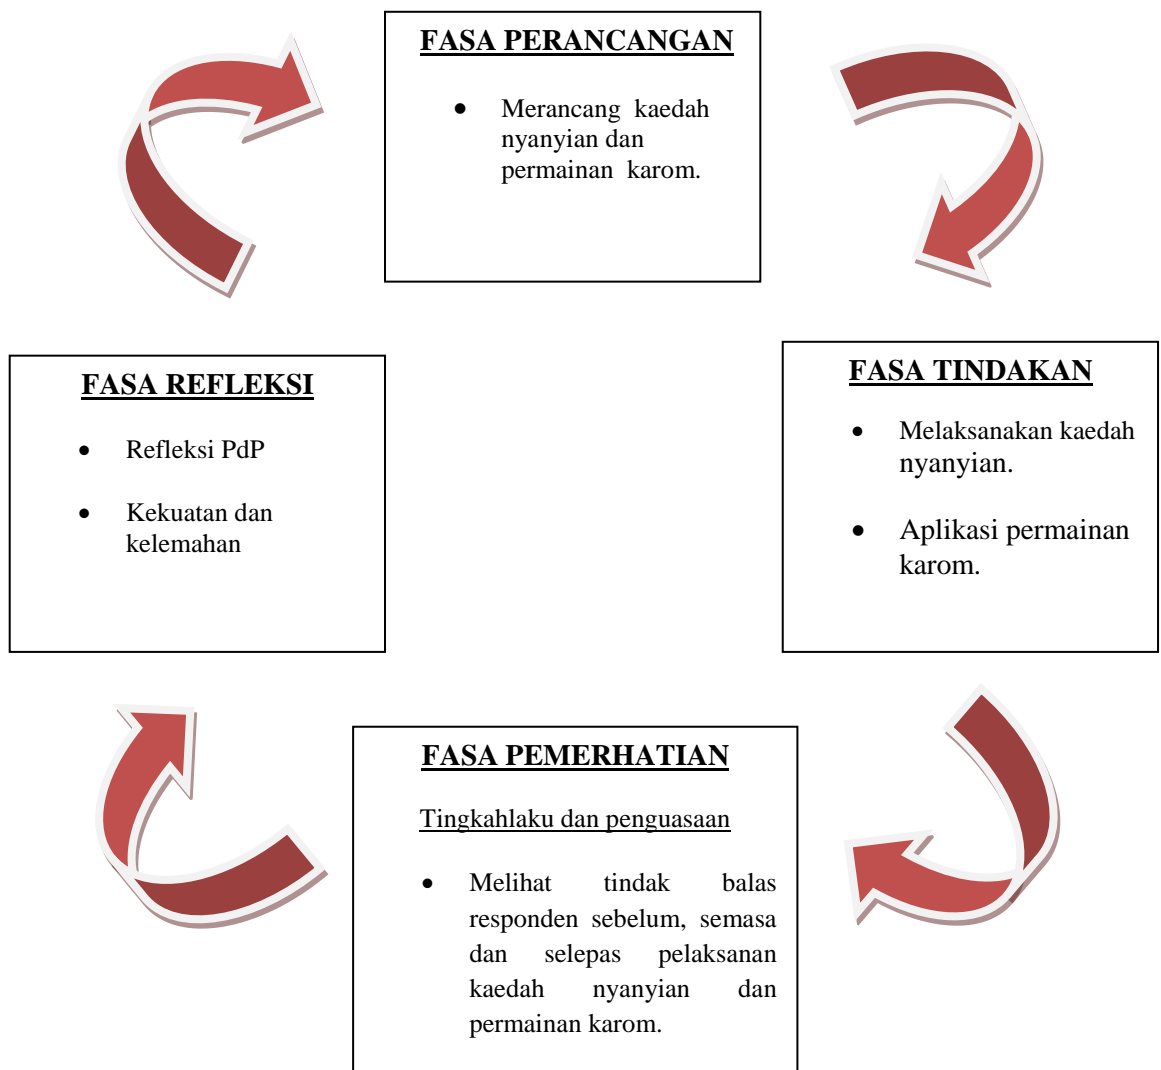 FASA PERANCANGAN
• Merancang kaedah
nyanyian dan
permainan karom.
FASA TINDAKAN
• Melaksanakan kaedah
nyanyian.
• Aplikasi permainan
karom.
FASA PEMERHATIAN
Tingkahlaku dan penguasaan
• Melihat tindak balas
responden sebelum, semasa
dan selepas pelaksanan
kaedah nyanyian dan
permainan karom.
FASA REFLEKSI
• Refleksi PdP
• Kekuatan dan
kelemahan